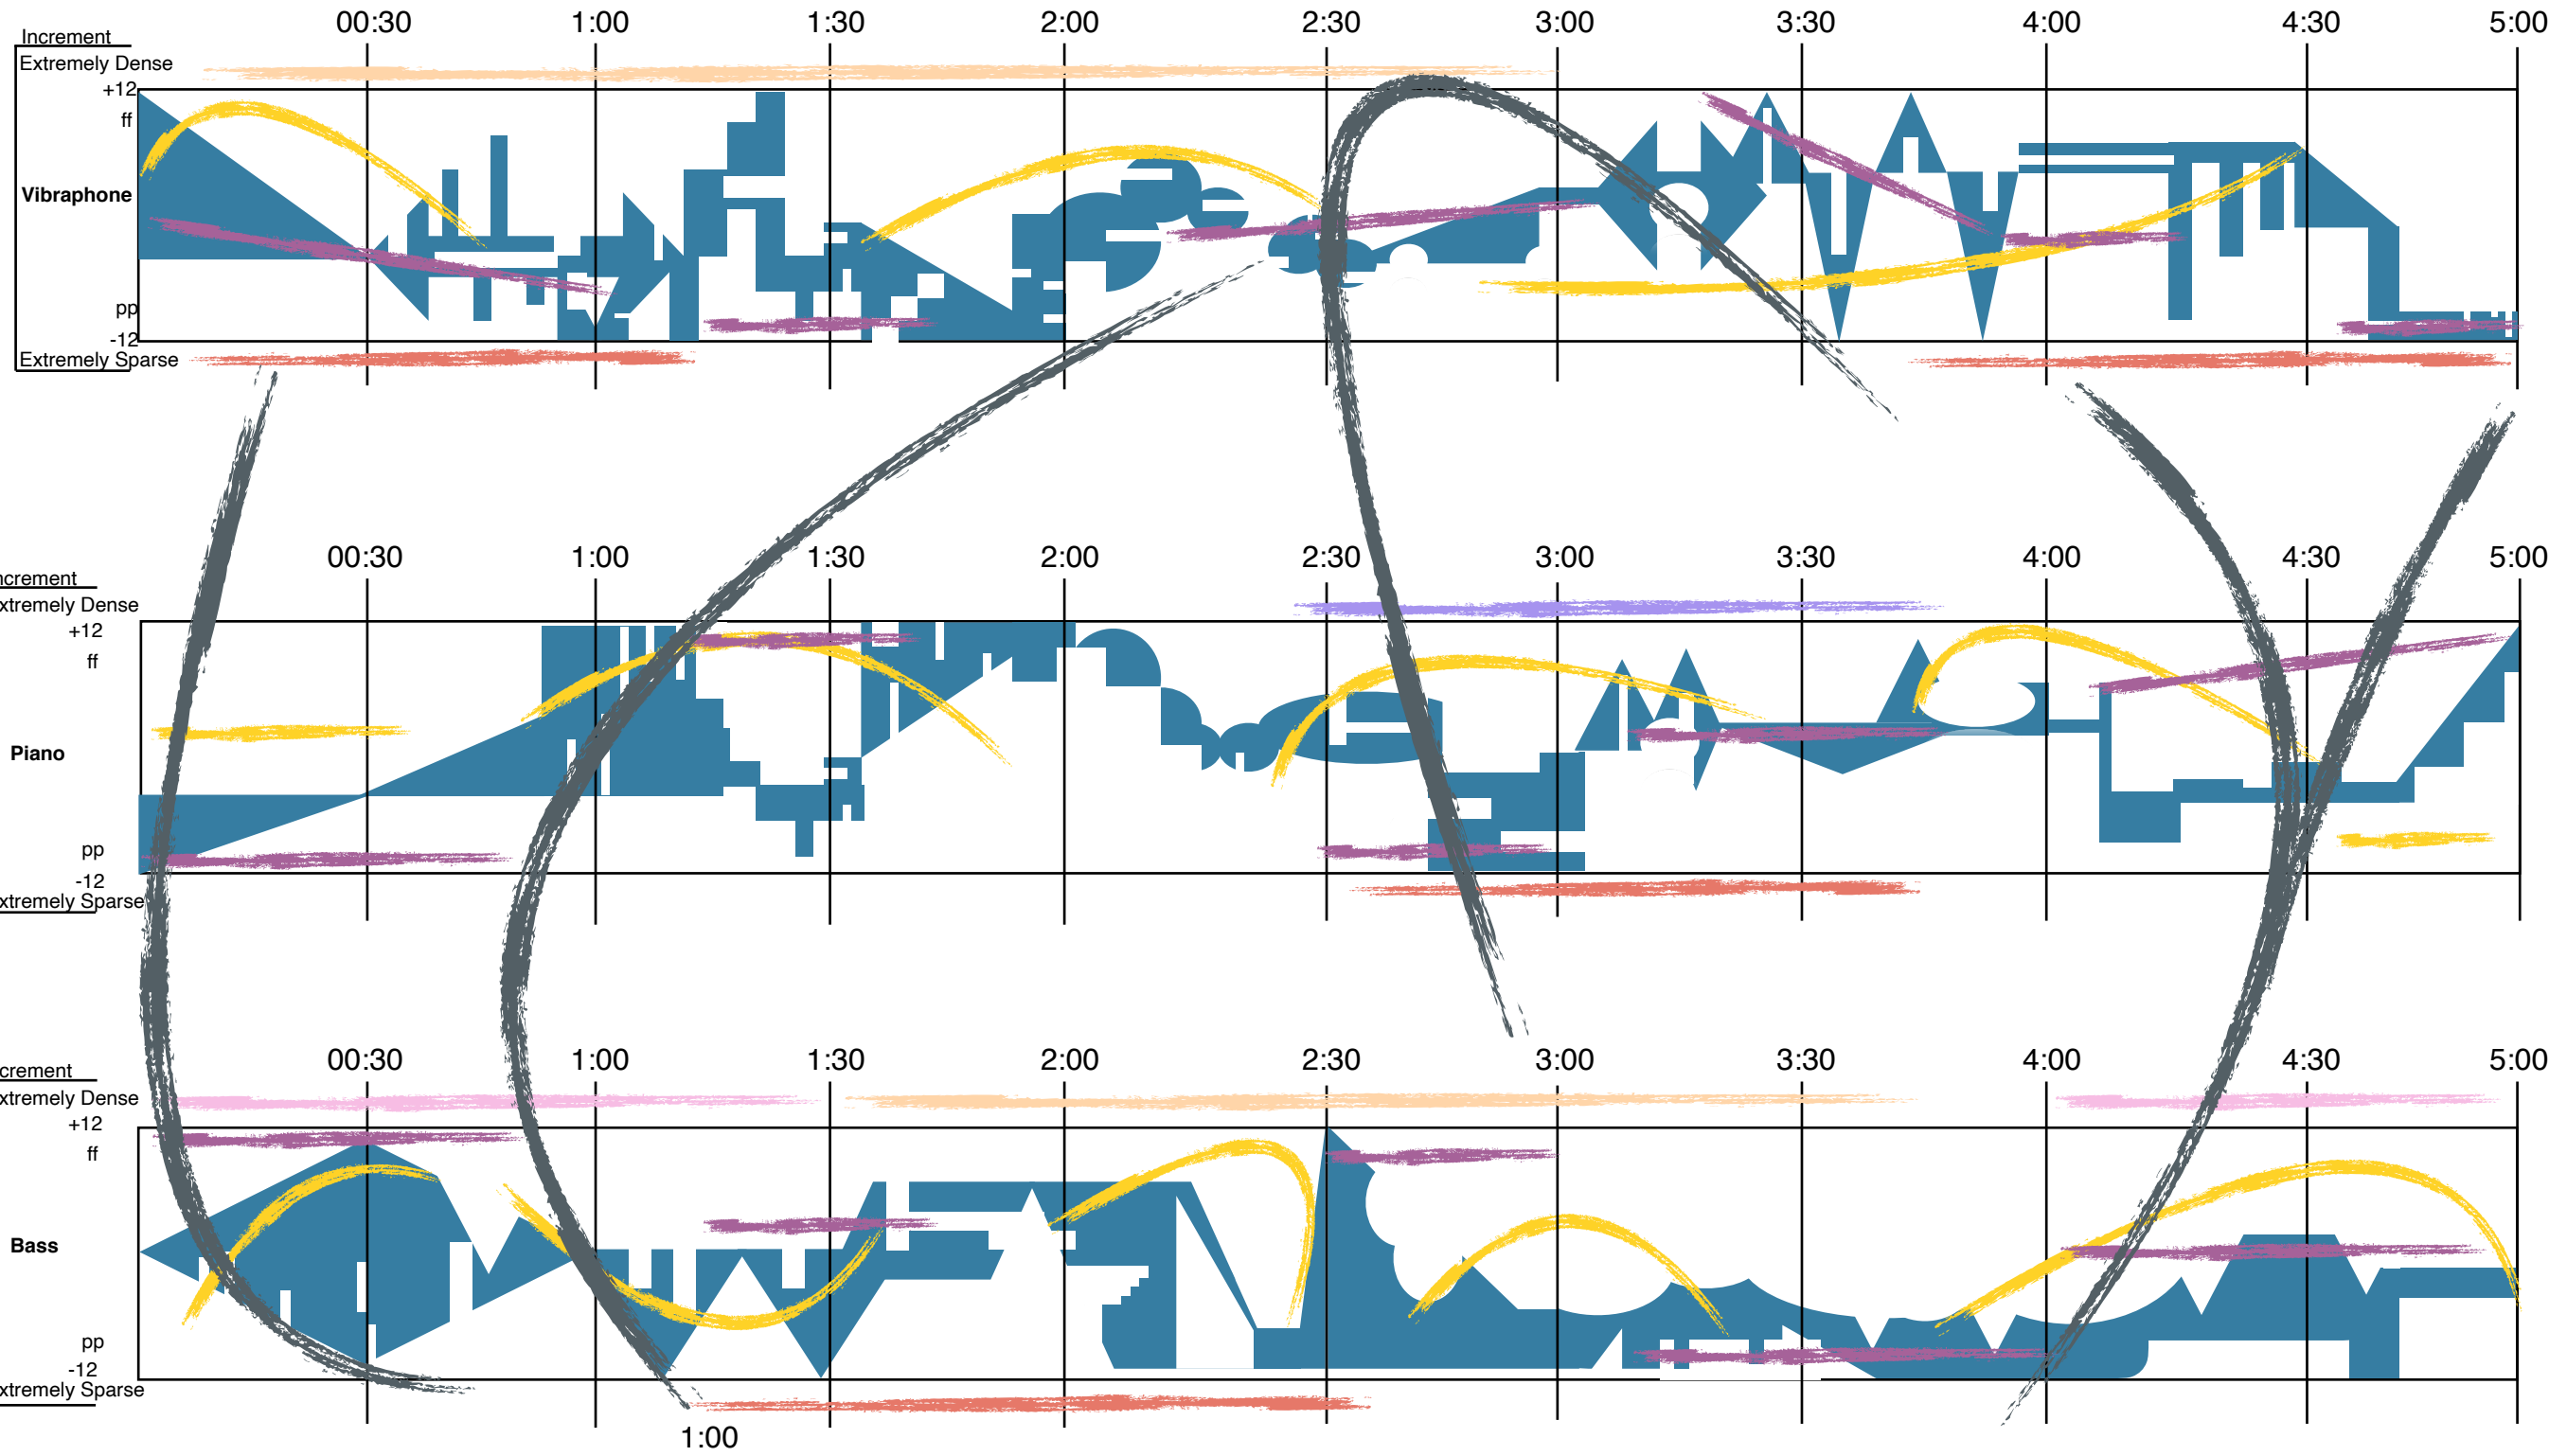 00:30 1:00 1:30 2:00 2:30 3:00 3:30 4:00 4:30 5:00
Increment
Extremely Dense
+12
ff
Vibraphone
pp
-12
Extremely Sparse
00:30 1:00 1:30 2:00 2:30 3:00 3:30 4:00 4:30 5:00
ncrement
xtremely Dense
+12
ff
Piano
pp
-12
xtremely Sparse
00:30 1:00 1:30 2:00 2:30 3:00 3:30 4:00 4:30 5:00
crement
xtremely Dense
+12
ff
Bass
pp
-12
xtremely Sparse
1:00